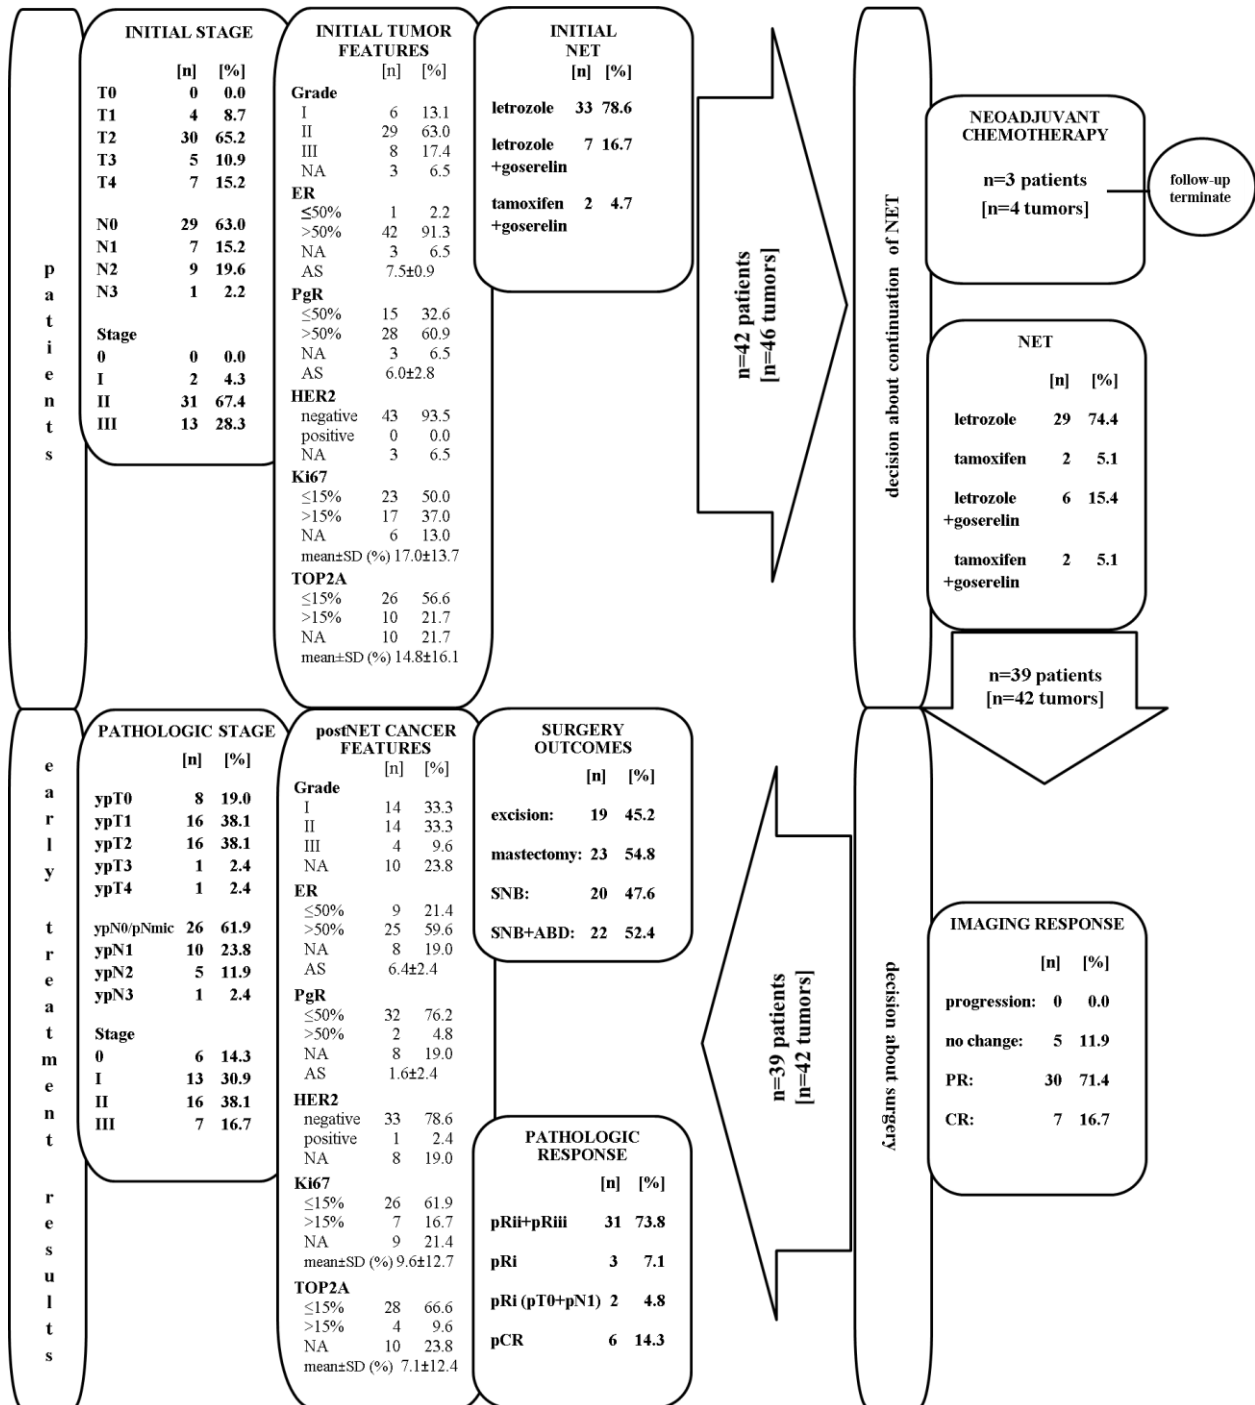 patients
INITIAL STAGE
[n] [%]
T0 0 0.0
T1 4 8.7
T2 30 65.2
T3 5 10.9
T4 7 15.2
N0 29 63.0
N1 7 15.2
N2 9 19.6
N3 1 2.2
Stage
0 0 0.0
I 2 4.3
II 31 67.4
III 13 28.3
INITIAL TUMOR
FEATURES
[n] [%]
Grade
I 6 13.1
II 29 63.0
III 8 17.4
NA 3 6.5
ER
≤50% 1 2.2
>50% 42 91.3
NA 3 6.5
AS 7.5±0.9
PgR
≤50% 15 32.6
>50% 28 60.9
NA 3 6.5
AS 6.0±2.8
HER2
negative 43 93.5
positive 0 0.0
NA 3 6.5
Ki67
≤15% 23 50.0
>15% 17 37.0
NA 6 13.0
mean±SD (%) 17.0±13.7
TOP2A
≤15% 26 56.6
>15% 10 21.7
NA 10 21.7
mean±SD (%) 14.8±16.1
INITIAL
NET
[n] [%]
letrozole 33 78.6
letrozole 7 16.7
+goserelin
tamoxifen 2 4.7
+goserelin
n=42 patients
[n=46 tumors]
decision about continuation of NET
NEOADJUVANT
CHEMOTHERAPY
n=3 patients
[n=4 tumors]
follow-up
terminate
NET
[n] [%]
letrozole 29 74.4
tamoxifen 2 5.1
letrozole 6 15.4
+goserelin
tamoxifen 2 5.1
+goserelin
n=39 patients
[n=42 tumors]
decision about surgery
IMAGING RESPONSE
[n] [%]
progression: 0 0.0
no change: 5 11.9
PR: 30 71.4
CR: 7 16.7
n=39 patients
[n=42 tumors]
early treatment results
PATHOLOGIC STAGE
[n] [%]
ypT0 8 19.0
ypT1 16 38.1
ypT2 16 38.1
ypT3 1 2.4
ypT4 1 2.4
ypN0/pNmic 26 61.9
ypN1 10 23.8
ypN2 5 11.9
ypN3 1 2.4
Stage
0 6 14.3
I 13 30.9
II 16 38.1
III 7 16.7
postNET CANCER
FEATURES
[n] [%]
Grade
I 14 33.3
II 14 33.3
III 4 9.6
NA 10 23.8
ER
≤50% 9 21.4
>50% 25 59.6
NA 8 19.0
AS 6.4±2.4
PgR
≤50% 32 76.2
>50% 2 4.8
NA 8 19.0
AS 1.6±2.4
HER2
negative 33 78.6
positive 1 2.4
NA 8 19.0
Ki67
≤15% 26 61.9
>15% 7 16.7
NA 9 21.4
mean±SD (%) 9.6±12.7
TOP2A
≤15% 28 66.6
>15% 4 9.6
NA 10 23.8
mean±SD (%) 7.1±12.4
SURGERY
OUTCOMES
[n] [%]
excision: 19 45.2
mastectomy: 23 54.8
SNB: 20 47.6
SNB+ABD: 22 52.4
PATHOLOGIC
RESPONSE
[n] [%]
pRii+pRiii 31 73.8
pRi 3 7.1
pRi (pT0+pN1) 2 4.8
pCR 6 14.3